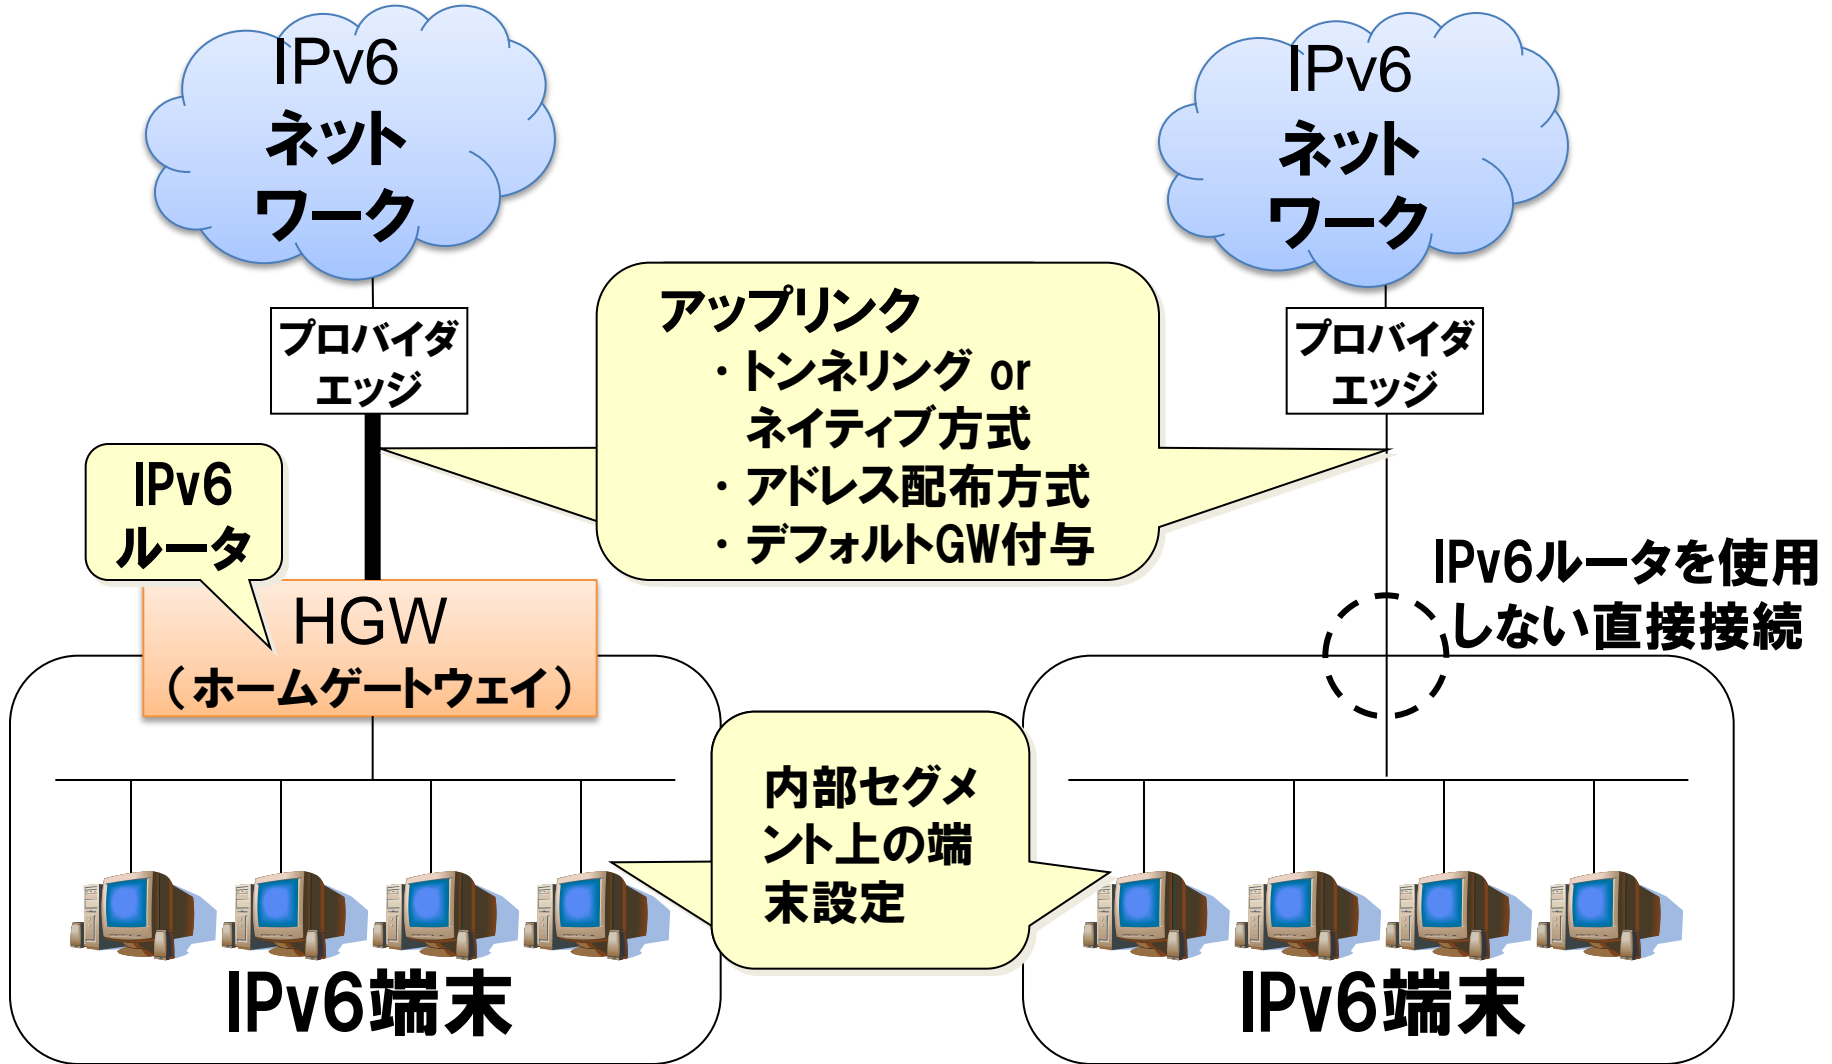 IPv6
ネット
ワーク
IPv6
ネット
ワーク
プロバイダ
エッジ
アップリンク
・トンネリング or
ネイティブ方式
・アドレス配布方式
・デフォルトGW付与
プロバイダ
エッジ
IPv6
ルータ
IPv6ルータを使用
しない直接接続
HGW
（ホームゲートウェイ）
内部セグメ
ント上の端
末設定
IPv6端末
IPv6端末